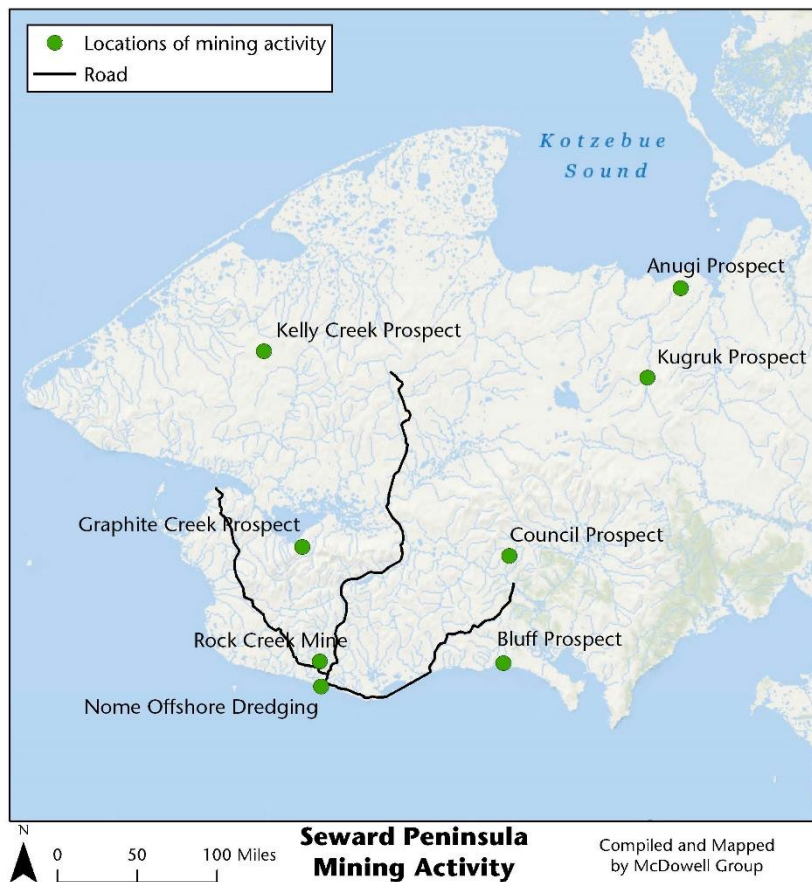 Locations of mining activity
Road
Kotzebue
Sound
Anugi Prospect
Kelly Creek Prospect
Kugruk Prospect
Graphite Creek Prospect
Council Prospect
Rock Creek Mine
Bluff Prospect
Nome Offshore Dredging
N
0 50 100 Miles
Seward Peninsula
Mining Activity
Compiled and Mapped
by McDowell Group